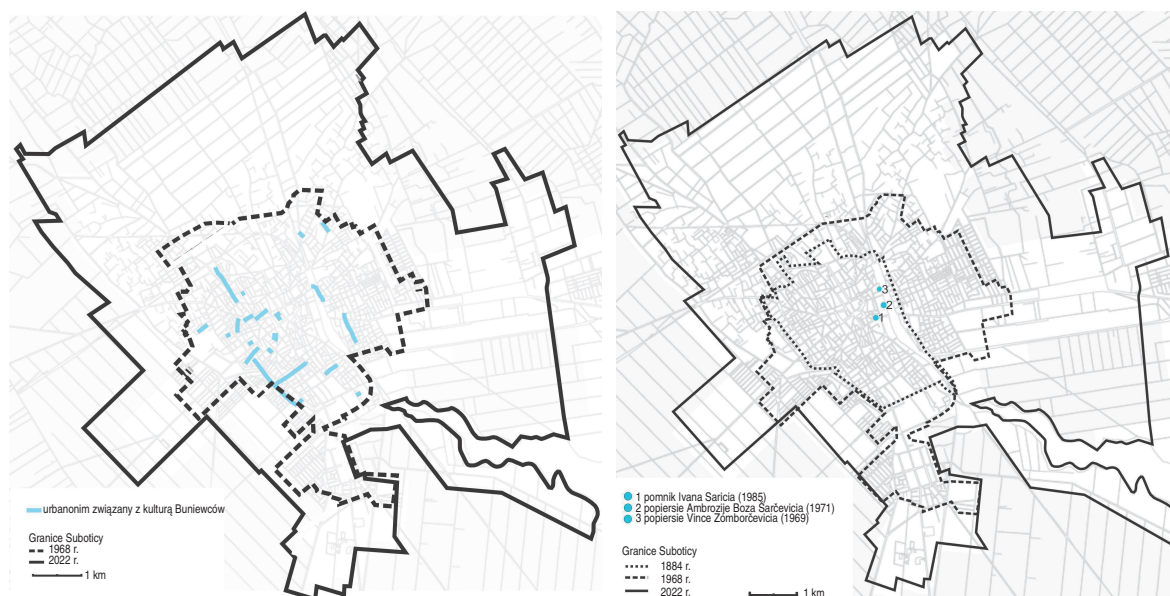 urbanonim związany z kulturą Buniewców
Granice Suboticy
1968 r.
2022 r.
1 km
3
2
1
1 pomnik Ivana Saricia (1985)
2 popiersie Ambrozije Boza Šarčevicia (1971)
3 popiersie Vince Zomborčevicia (1969)
Granice Suboticy
1884 r.
1968 r.
2022 r.
1 km